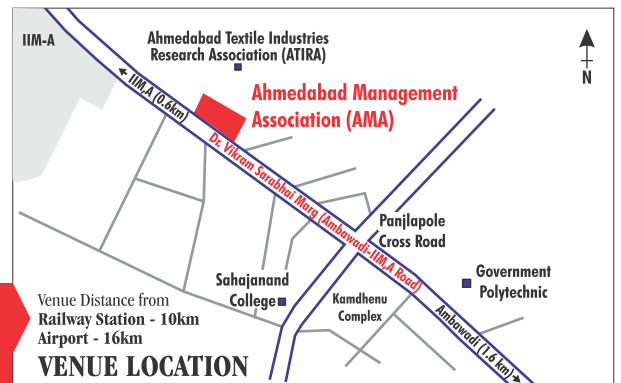 IIM-A
Ahmedabad Textile Industries
Research Association (ATIRA)
N
IIM,A (0.6km)
Ahmedabad Management
Association (AMA)
Dr. Vikram Sarabhai Marg (Ambawadi-IIM,A Road)
Panjlapole
Cross Road
Sahajanand
College
Government
Polytechnic
Kamdhenu
Complex
Ambawadi (1.6 km)
Venue Distance from
Railway Station - 10km
Airport - 16km
VENUE LOCATION